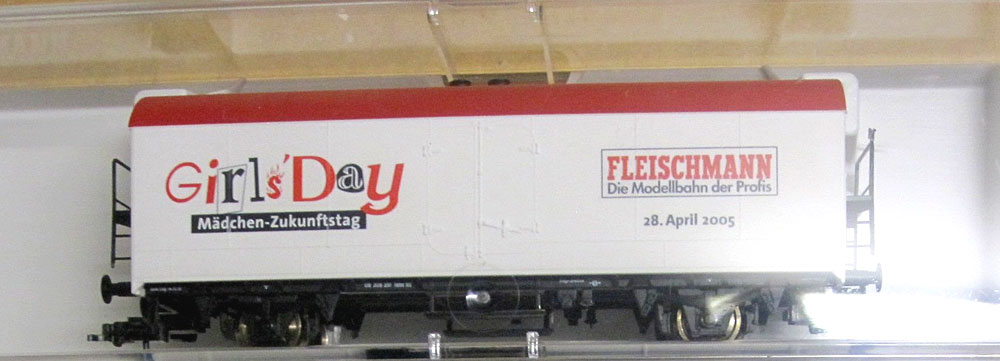 Girls'Day
Mädchen-Zukunftstag
FLEISCHMANN
Die Modellbahn der Profis
28. April 2005